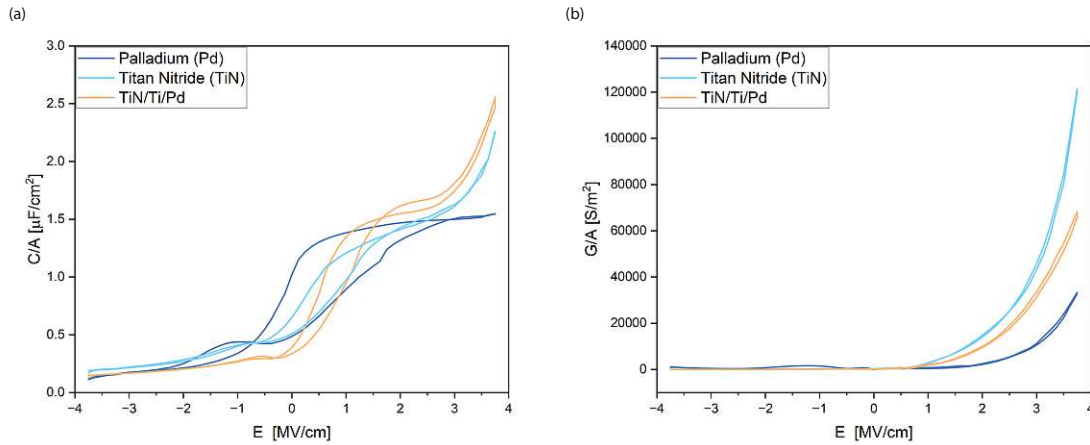 (a)
3.0
2.5
2.0
1.5
1.0
0.5
0.0
C/A [µF/cm²]
Palladium (Pd)
Titan Nitride (TiN)
TiN/Ti/Pd
−4 −3 −2 −1 0 1 2 3 4
E [MV/cm]
(b)
140000
120000
100000
80000
60000
40000
20000
0
G/A [S/m²]
Palladium (Pd)
Titan Nitride (TiN)
TiN/Ti/Pd
−4 −3 −2 −1 0 1 2 3 4
E [MV/cm]